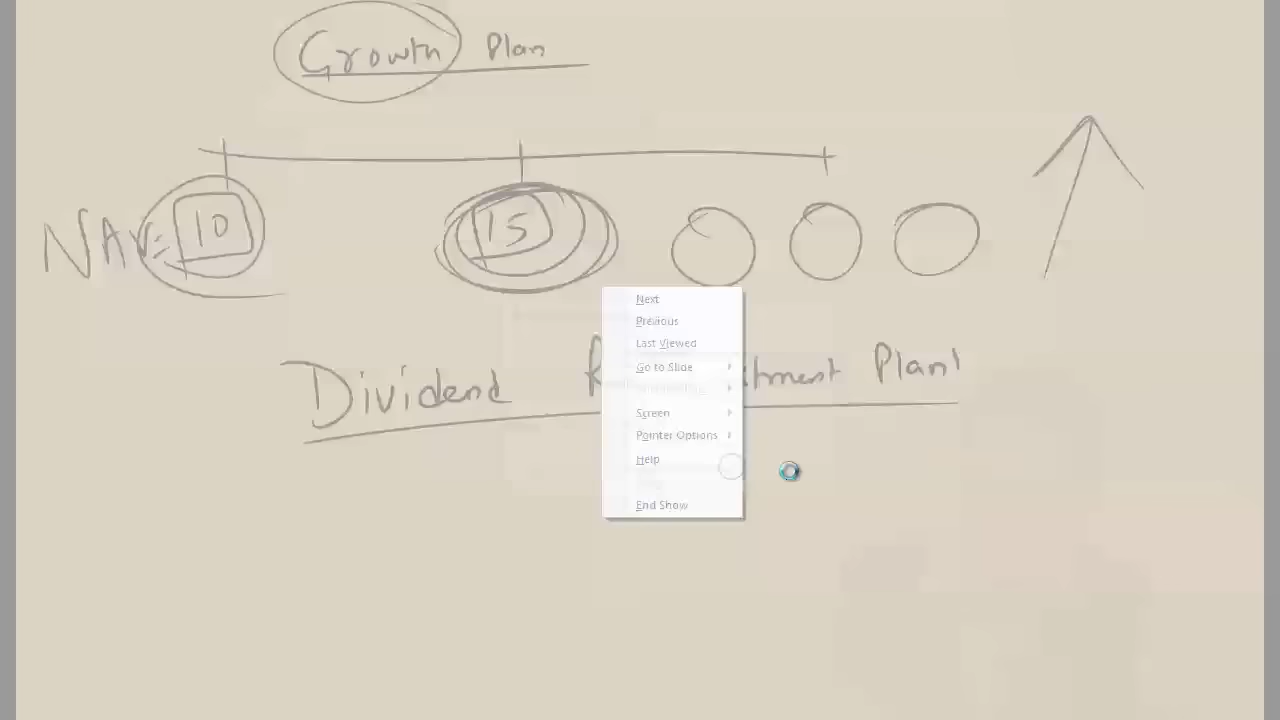 Growth Plan
NAV= 10 15
Dividend Plan
Next
Previous
Last Viewed
Go to Slide
Screen
Pointer Options
Help
End Show